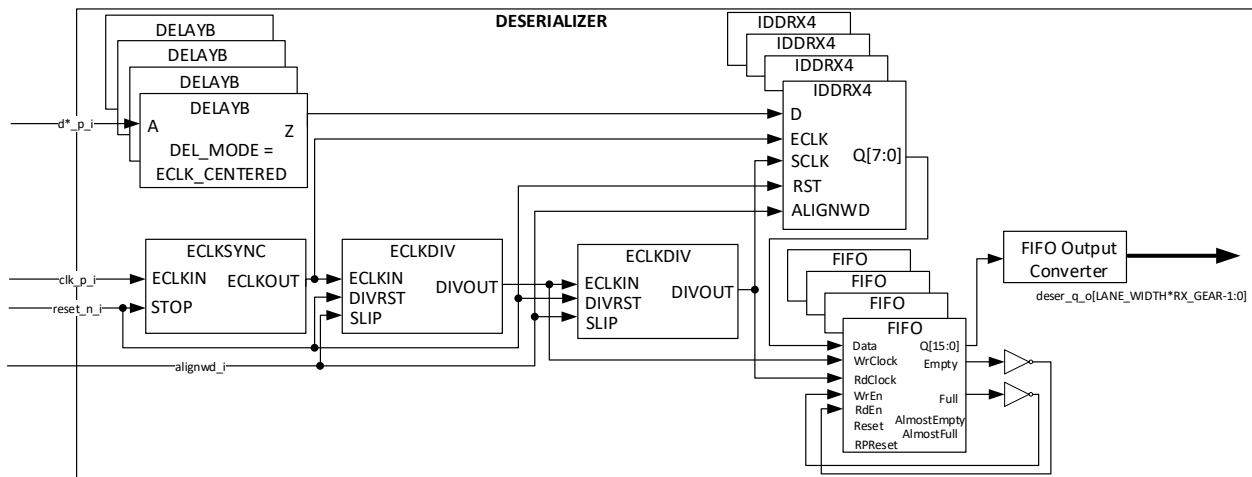 DESERIALIZER
DELAYB
DELAYB
DELAYB
DELAYB
A
Z
DEL_MODE =
ECLK_CENTERED
d*_p_i
IDDRX4
IDDRX4
IDDRX4
IDDRX4
D
ECLK
SCLK
Q[7:0]
RST
ALIGNWD
ECLKSYNC
ECLKIN
ECLKOUT
STOP
clk_p_i
reset_n_i
alignwd_i
ECLKDIV
ECLKIN
DIVRST
DIVOUT
SLIP
ECLKDIV
ECLKIN
DIVRST
DIVOUT
SLIP
FIFO
FIFO
FIFO
FIFO
Data
Q[15:0]
WrClock
Empty
RdClock
WrEn
Full
RdEn
Reset
AlmostEmpty
AlmostFull
RPReset
FIFO Output
Converter
deser_q_o[LANE_WIDTH*RX_GEAR-1:0]